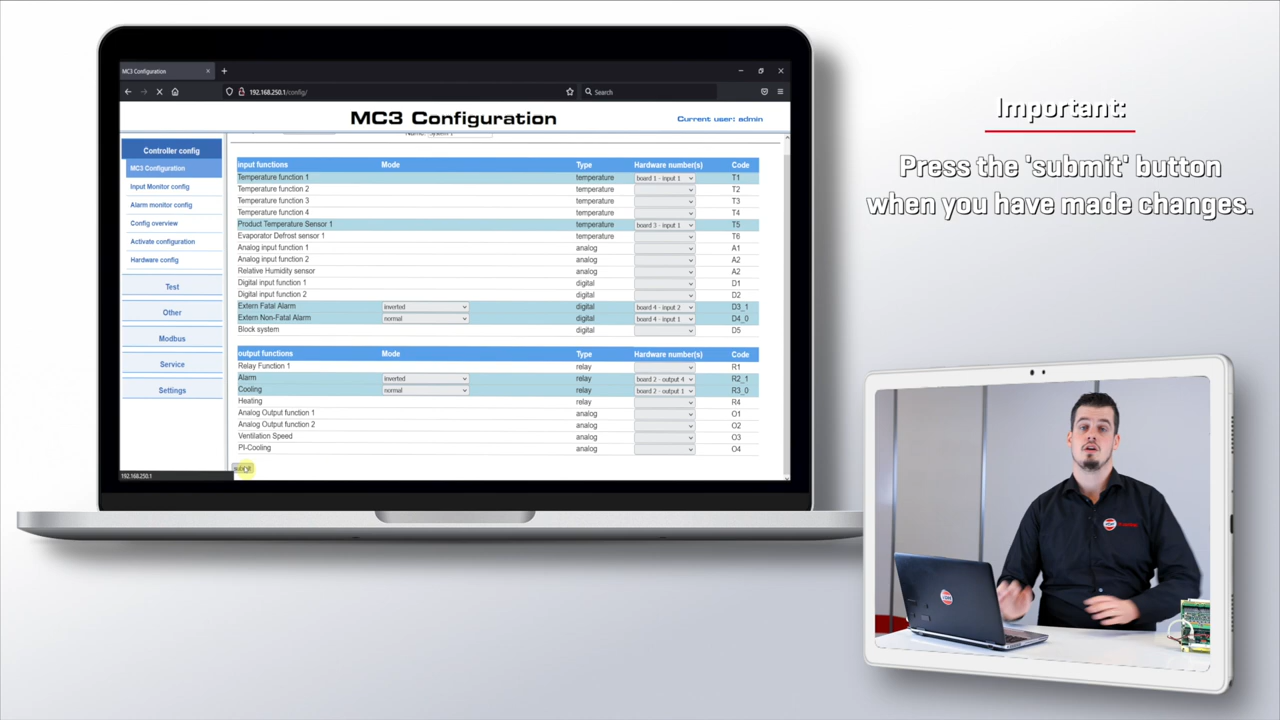 MC3 Configuration
192.168.250.1/config/
Search
MC3 Configuration
Current user: admin
Controller config
MC3 Configuration
Input Monitor config
Alarm monitor config
Config overview
Activate configuration
Hardware config
Test
Other
Modbus
Service
Settings
Name: System 1
input functions Mode Type Hardware number(s) Code
Temperature function 1 temperature board 1 - input 1 T1
Temperature function 2 temperature T2
Temperature function 3 temperature T3
Temperature function 4 temperature T4
Product Temperature Sensor 1 temperature board 3 - input 1 T5
Evaporator Defrost sensor 1 temperature T6
Analog input function 1 analog A1
Analog input function 2 analog A2
Relative Humidity sensor analog A2
Digital input function 1 digital D1
Digital input function 2 digital D2
Extern Fatal Alarm inverted digital board 4 - input 2 D3_1
Extern Non-Fatal Alarm normal digital board 4 - input 1 D4_0
Block system digital D5
output functions Mode Type Hardware number(s) Code
Relay Function 1 relay R1
Alarm inverted relay board 2 - output 4 R2_1
Cooling normal relay board 2 - output 1 R3_0
Heating relay R4
Analog Output function 1 analog O1
Analog Output function 2 analog O2
Ventilation Speed analog O3
PI-Cooling analog O4
submit
192.168.250.1
Important:
Press the 'submit' button
when you have made changes.